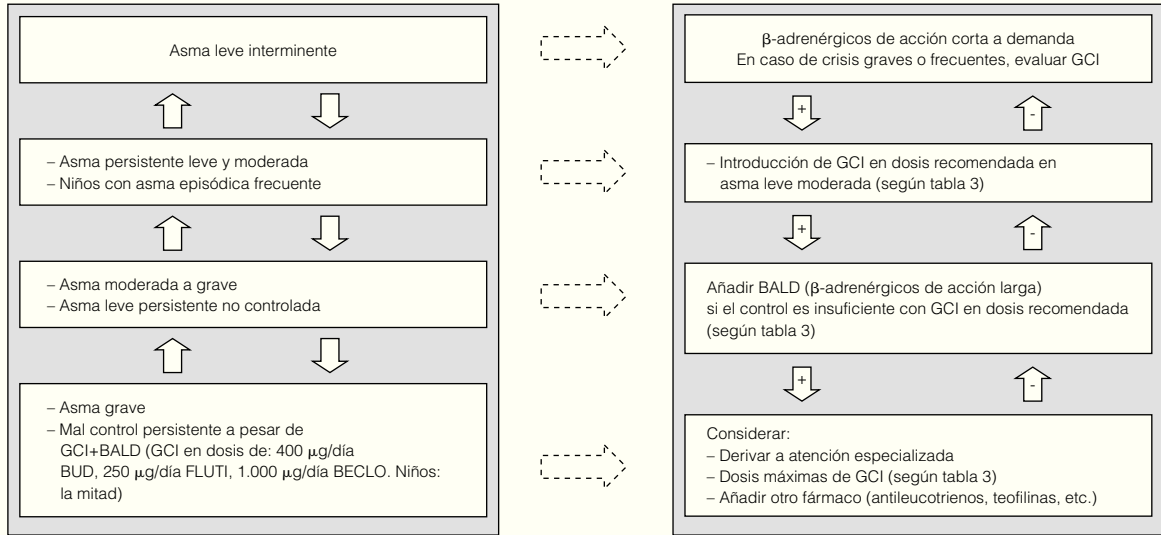 Asma leve interminente
β-adrenérgicos de acción corta a demanda
En caso de crisis graves o frecuentes, evaluar GCI
+
-
– Asma persistente leve y moderada
– Niños con asma episódica frecuente
– Introducción de GCI en dosis recomendada en
asma leve moderada (según tabla 3)
+
-
– Asma moderada a grave
– Asma leve persistente no controlada
Añadir BALD (β-adrenérgicos de acción larga)
si el control es insuficiente con GCI en dosis recomendada
(según tabla 3)
+
-
– Asma grave
– Mal control persistente a pesar de
GCI+BALD (GCI en dosis de: 400 µg/día
BUD, 250 µg/día FLUTI, 1.000 µg/día BECLO. Niños:
la mitad)
Considerar:
– Derivar a atención especializada
– Dosis máximas de GCI (según tabla 3)
– Añadir otro fármaco (antileucotrienos, teofilinas, etc.)